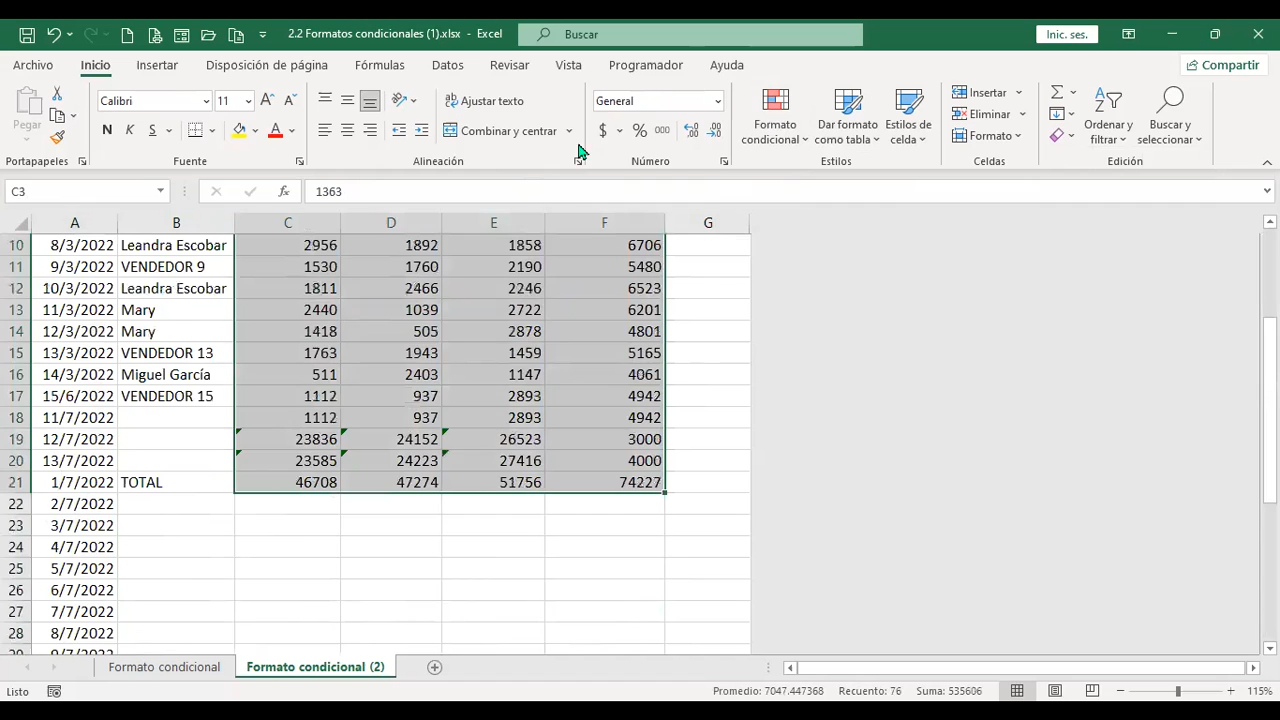 2.2 Formatos condicionales (1).xlsx - Excel
Buscar
Inic. ses.
Archivo Inicio Insertar Disposición de página Fórmulas Datos Revisar Vista Programador Ayuda Compartir
Pegar
Calibri 11
N K S A
Ajustar texto
Combinar y centrar
General
$ % 000
Formato condicional
Dar formato como tabla
Estilos de celda
Insertar
Eliminar
Formato
Ordenar y filtrar
Buscar y seleccionar
Portapapeles Fuente Alineación Número Estilos Celdas Edición
C3 fx 1363
A B C D E F G
10 8/3/2022 Leandra Escobar 2956 1892 1858 6706
11 9/3/2022 VENDEDOR 9 1530 1760 2190 5480
12 10/3/2022 Leandra Escobar 1811 2466 2246 6523
13 11/3/2022 Mary 2440 1039 2722 6201
14 12/3/2022 Mary 1418 505 2878 4801
15 13/3/2022 VENDEDOR 13 1763 1943 1459 5165
16 14/3/2022 Miguel García 511 2403 1147 4061
17 15/6/2022 VENDEDOR 15 1112 937 2893 4942
18 11/7/2022 1112 937 2893 4942
19 12/7/2022 23836 24152 26523 3000
20 13/7/2022 23585 24223 27416 4000
21 1/7/2022 TOTAL 46708 47274 51756 74227
22 2/7/2022
23 3/7/2022
24 4/7/2022
25 5/7/2022
26 6/7/2022
27 7/7/2022
28 8/7/2022
Formato condicional Formato condicional (2)
Listo Promedio: 7047.447368 Recuento: 76 Suma: 535606 115%